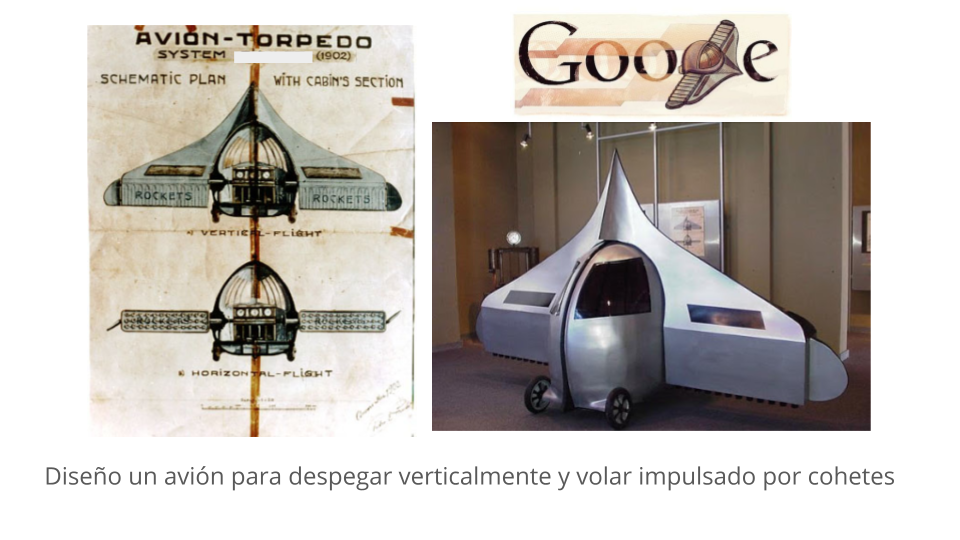 AVION-TORPEDO
SYSTEM (1902)
SCHEMATIC PLAN WITH CABIN'S SECTION
ROCKETS ROCKETS
VERTICAL-FLIGHT
HORIZONTAL-FLIGHT
Google
Diseño un avión para despegar verticalmente y volar impulsado por cohetes